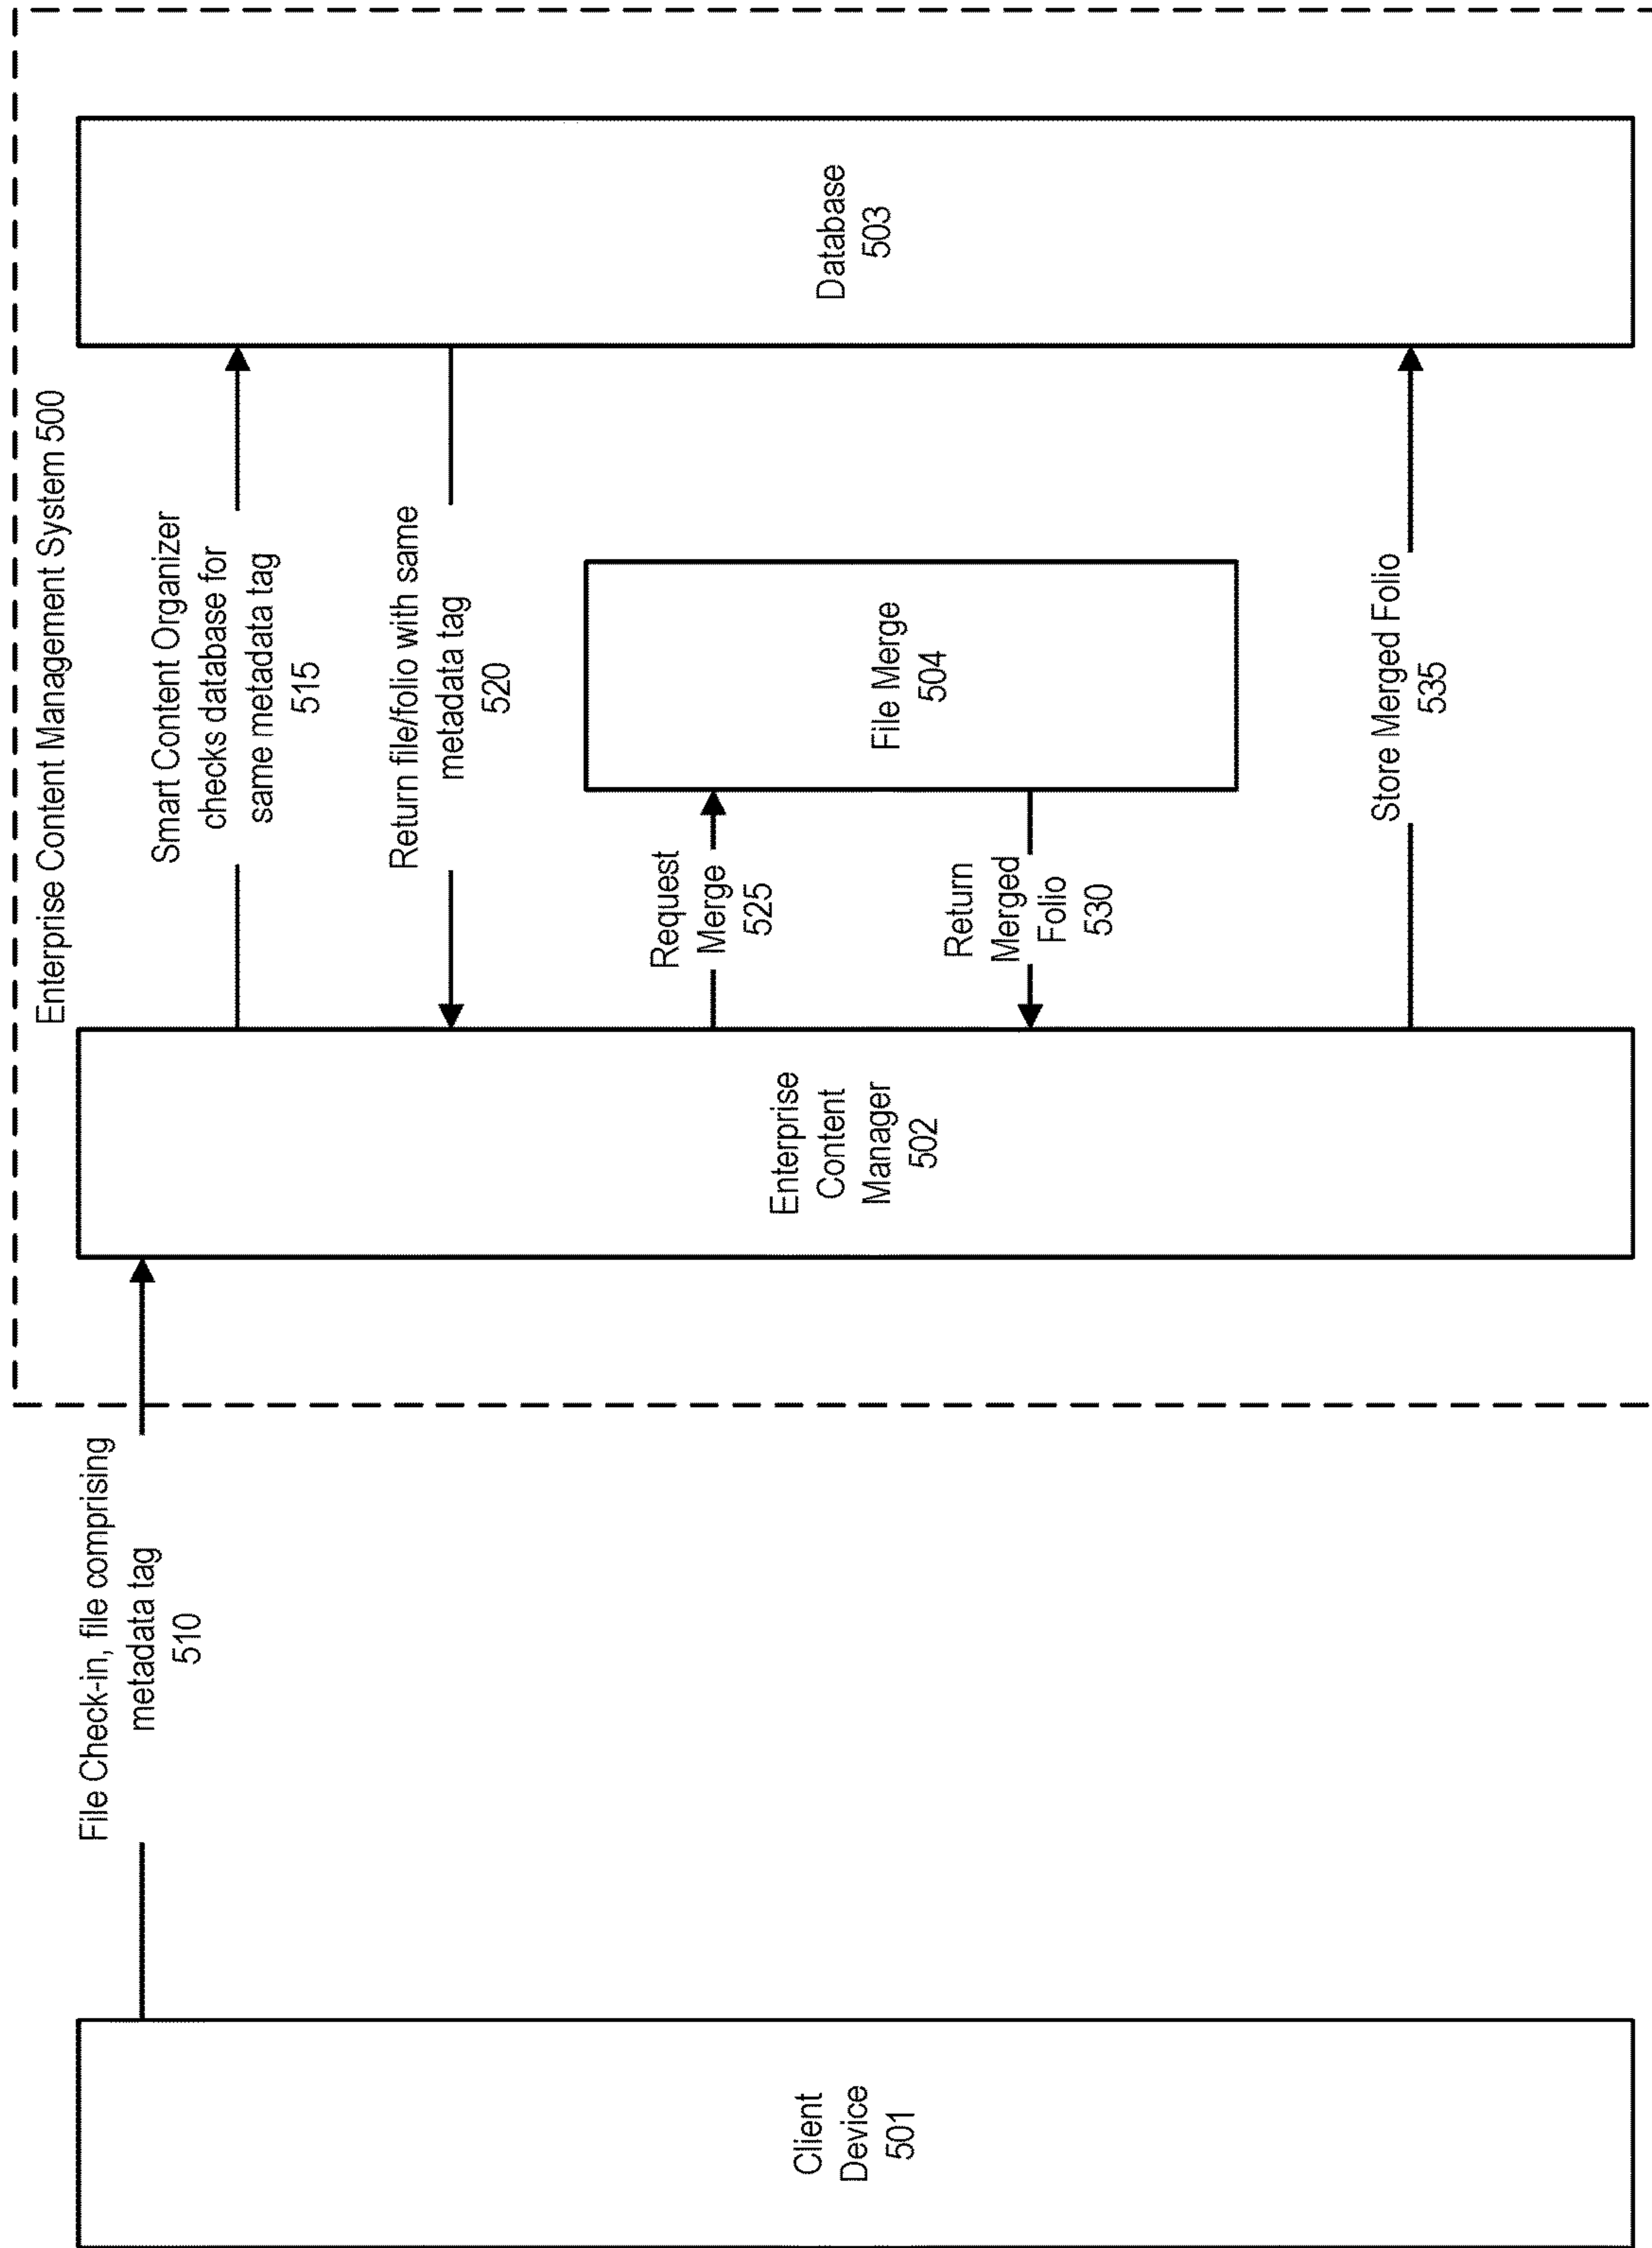 Enterprise Content Management System 500
File Check-in, file comprising
metadata tag
510
Smart Content Organizer
checks database for
same metadata tag
515
Return file/folio with same
metadata tag
520
Request
Merge
525
Return
Merged
Folio
530
Store Merged Folio
535
Client
Device
501
Enterprise
Content
Manager
502
File Merge
504
Database
503